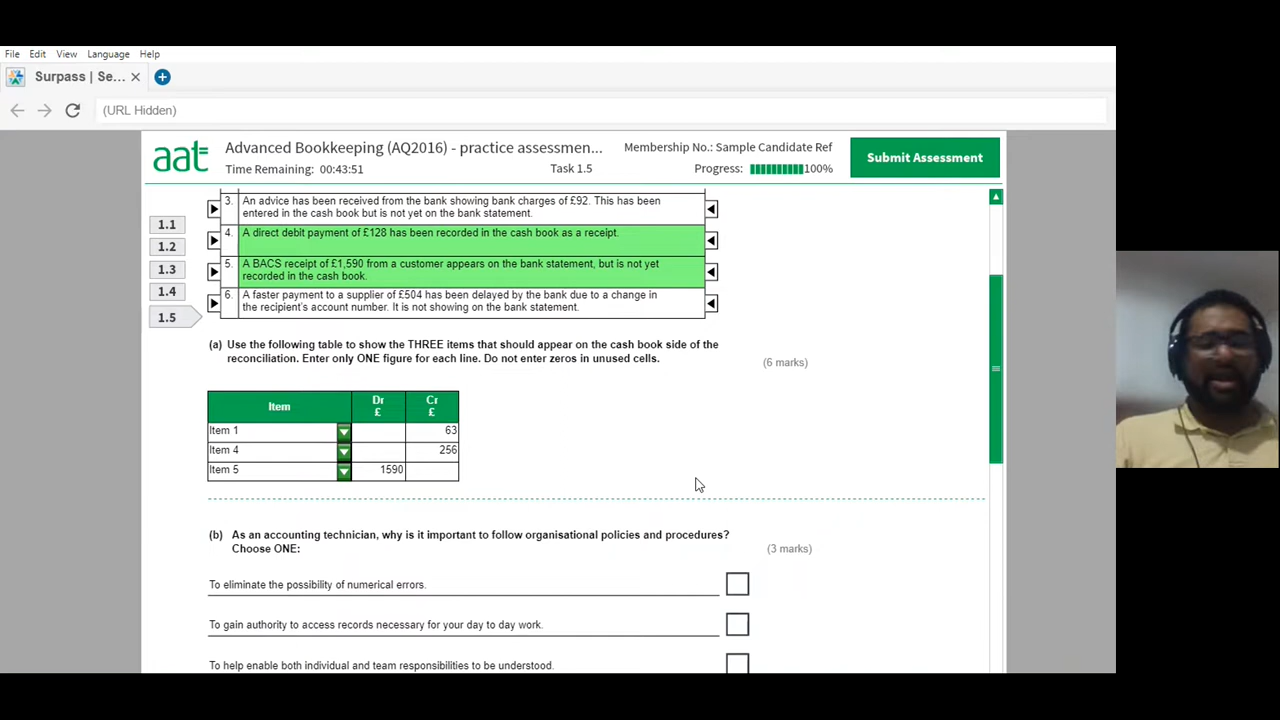 File Edit View Language Help
Surpass | Se...
(URL Hidden)
aat
Advanced Bookkeeping (AQ2016) - practice assessmen...
Membership No.: Sample Candidate Ref
Submit Assessment
Time Remaining: 00:43:51
Task 1.5
Progress: 100%
1.1
1.2
1.3
1.4
1.5
3. An advice has been received from the bank showing bank charges of £92. This has been
entered in the cash book but is not yet on the bank statement.
4. A direct debit payment of £128 has been recorded in the cash book as a receipt.
5. A BACS receipt of £1,590 from a customer appears on the bank statement, but is not yet
recorded in the cash book.
6. A faster payment to a supplier of £504 has been delayed by the bank due to a change in
the recipient's account number. It is not showing on the bank statement.
(a) Use the following table to show the THREE items that should appear on the cash book side of the
reconciliation. Enter only ONE figure for each line. Do not enter zeros in unused cells.
(6 marks)
Item Dr £ Cr £
Item 1 63
Item 4 256
Item 5 1590
(b) As an accounting technician, why is it important to follow organisational policies and procedures?
Choose ONE:
(3 marks)
To eliminate the possibility of numerical errors.
To gain authority to access records necessary for your day to day work.
To help enable both individual and team responsibilities to be understood.